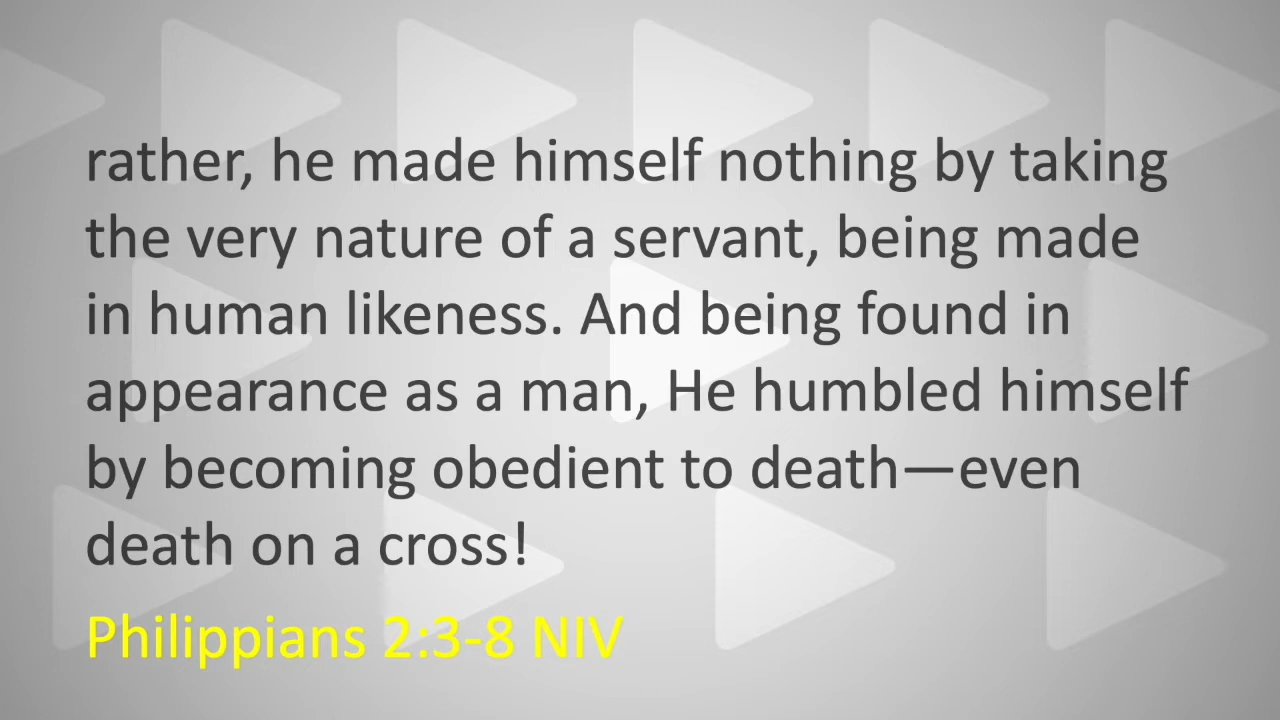 rather, he made himself nothing by taking
the very nature of a servant, being made
in human likeness. And being found in
appearance as a man, He humbled himself
by becoming obedient to death—even
death on a cross!
Philippians 2:3-8 NIV